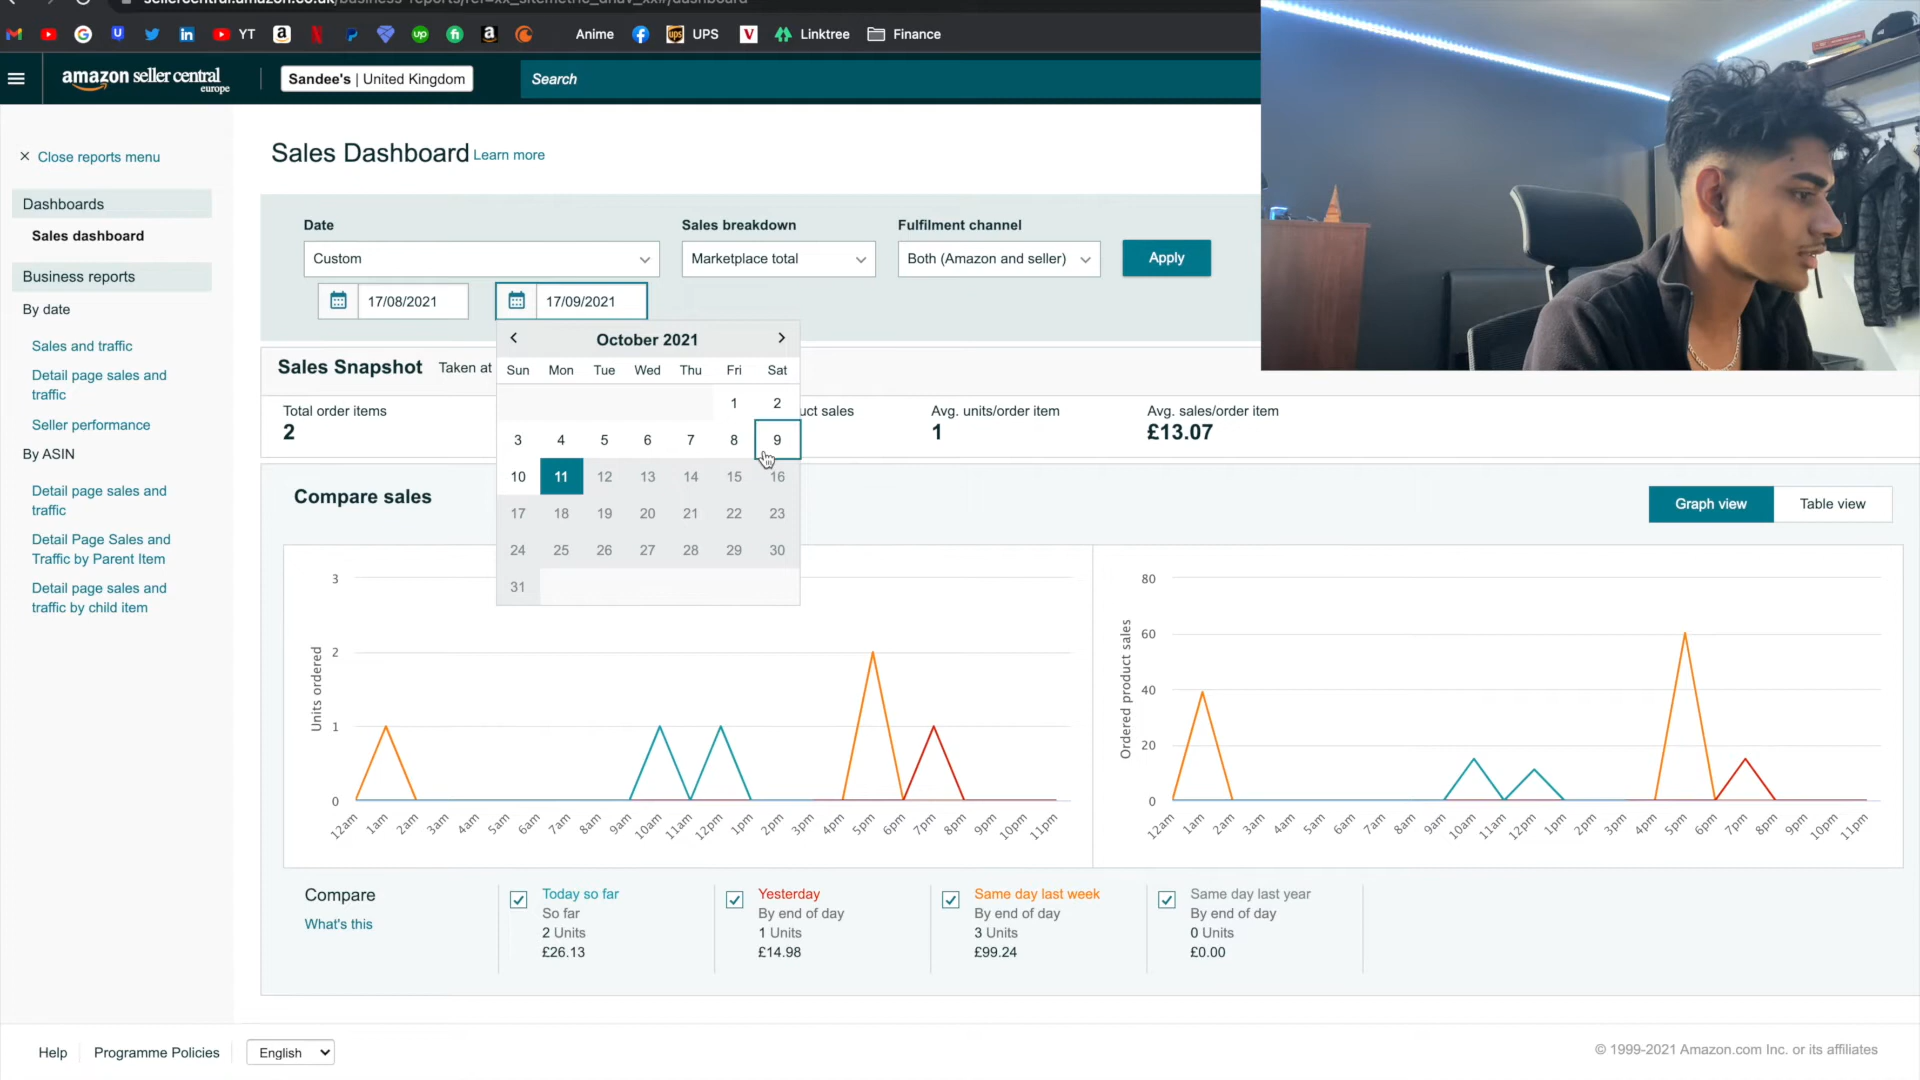 YT
Anime
UPS
Linktree
Finance
amazon seller central
europe
Sandee's | United Kingdom
Search
Close reports menu
Dashboards
Sales dashboard
Business reports
By date
Sales and traffic
Detail page sales and
traffic
Seller performance
By ASIN
Detail page sales and
traffic
Detail Page Sales and
Traffic by Parent Item
Detail page sales and
traffic by child item
Sales Dashboard Learn more
Date
Custom
17/08/2021
17/09/2021
Sales breakdown
Marketplace total
Fulfilment channel
Both (Amazon and seller)
Apply
October 2021
Sun Mon Tue Wed Thu Fri Sat
1 2
3 4 5 6 7 8 9
10 11 12 13 14 15 16
17 18 19 20 21 22 23
24 25 26 27 28 29 30
31
Sales Snapshot Taken at
Total order items
2
uct sales
Avg. units/order item
1
Avg. sales/order item
£13.07
Compare sales
Graph view
Table view
Units ordered
3
2
1
0
12am 1am 2am 3am 4am 5am 6am 7am 8am 9am 10am 11am 12pm 1pm 2pm 3pm 4pm 5pm 6pm 7pm 8pm 9pm 10pm 11pm
Ordered product sales
80
60
40
20
0
12am 1am 2am 3am 4am 5am 6am 7am 8am 9am 10am 11am 12pm 1pm 2pm 3pm 4pm 5pm 6pm 7pm 8pm 9pm 10pm 11pm
Compare
What's this
Today so far
So far
2 Units
£26.13
Yesterday
By end of day
1 Units
£14.98
Same day last week
By end of day
3 Units
£99.24
Same day last year
By end of day
0 Units
£0.00
Help
Programme Policies
English
© 1999-2021 Amazon.com Inc. or its affiliates